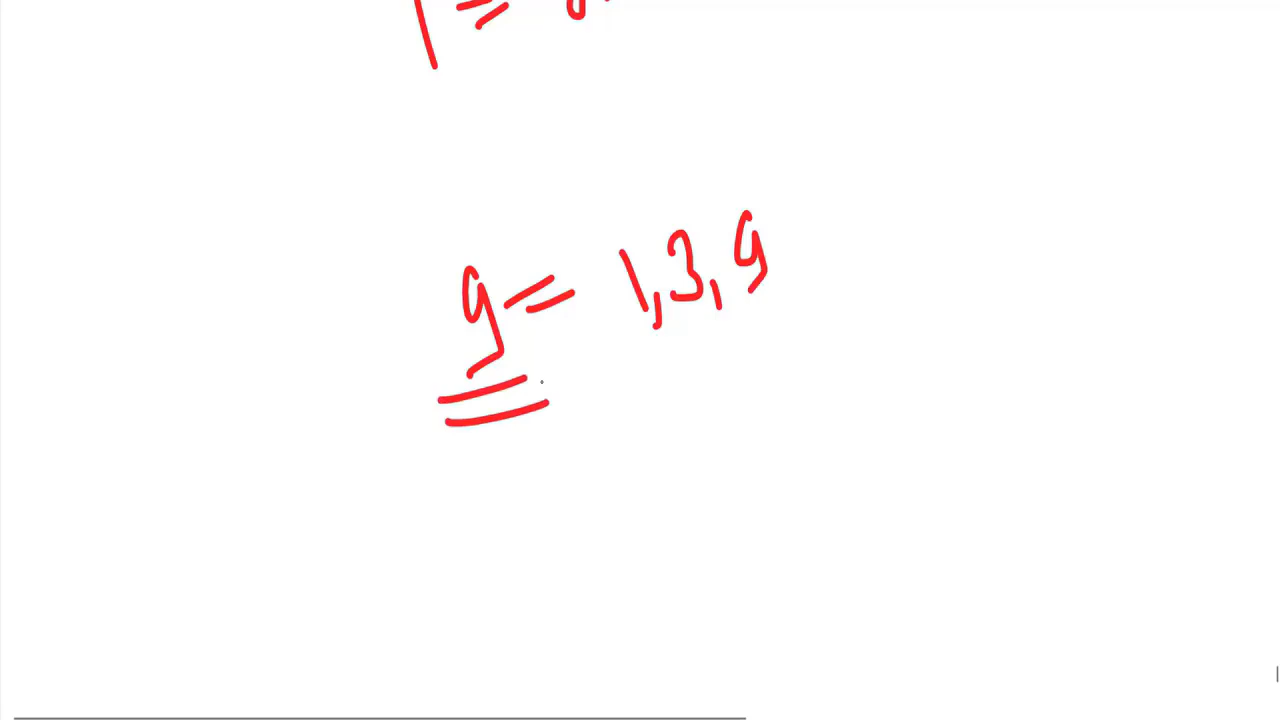 9 = 1, 3, 9